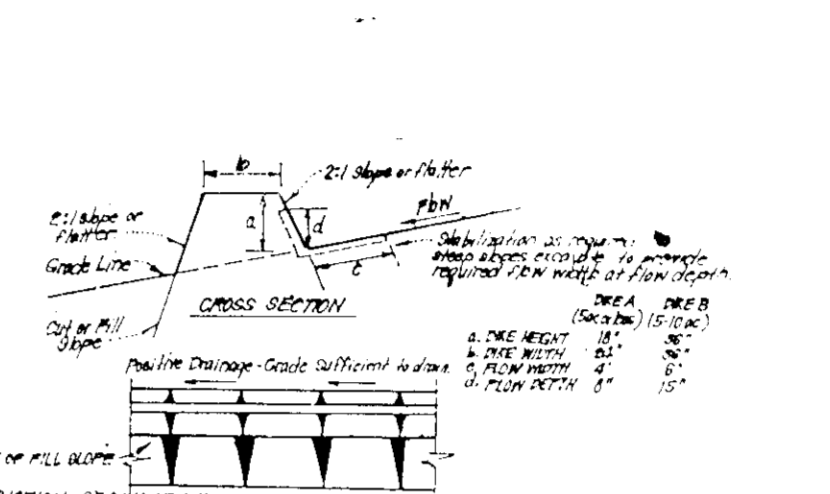 b
2:1 slope or flatter
Flow
a
d
2:1 slope or
flatter
Stabilization as required
steep slopes excavate to provide
required flow width at flow depth.
Grade Line
c
CROSS SECTION
Cut or Fill
Slope
DIKE A DIKE B
(5 ac or less) (5-10 ac)
a. DIKE HEIGHT 18" 36"
b. DIKE WIDTH 36"
c. FLOW WIDTH 4' 6'
d. FLOW DEPTH 8" 15"
Positive Drainage-Grade Sufficient to drain.
OF FILL SLOPE